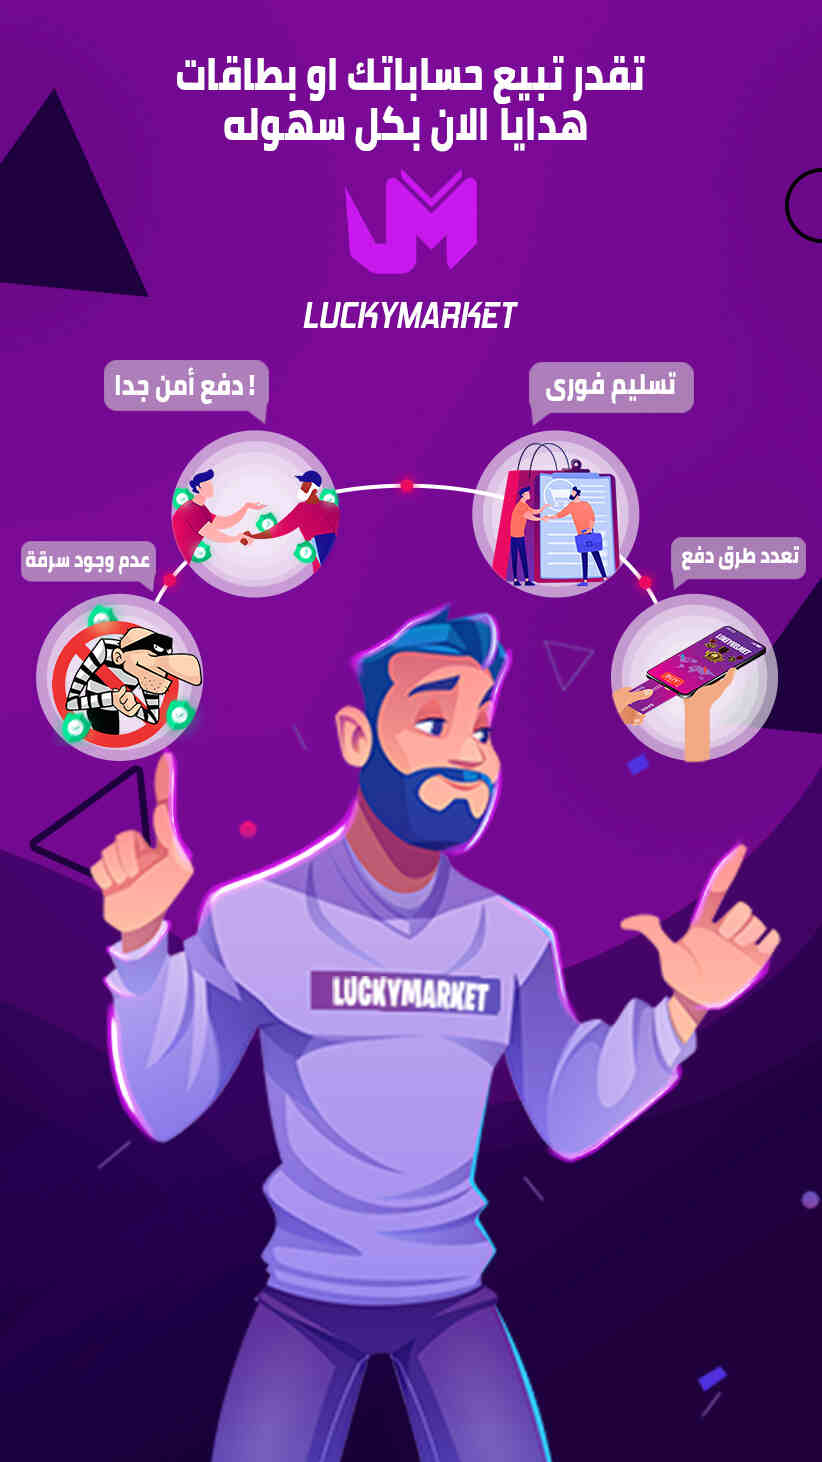 تقدر تبيع حساباتك او بطاقات
هدايا الان بكل سهوله
LUCKYMARKET
تسليم فورى
دفع أمن جدا !
تعدد طرق دفع
عدم وجود سرقة
LUCKYMARKET